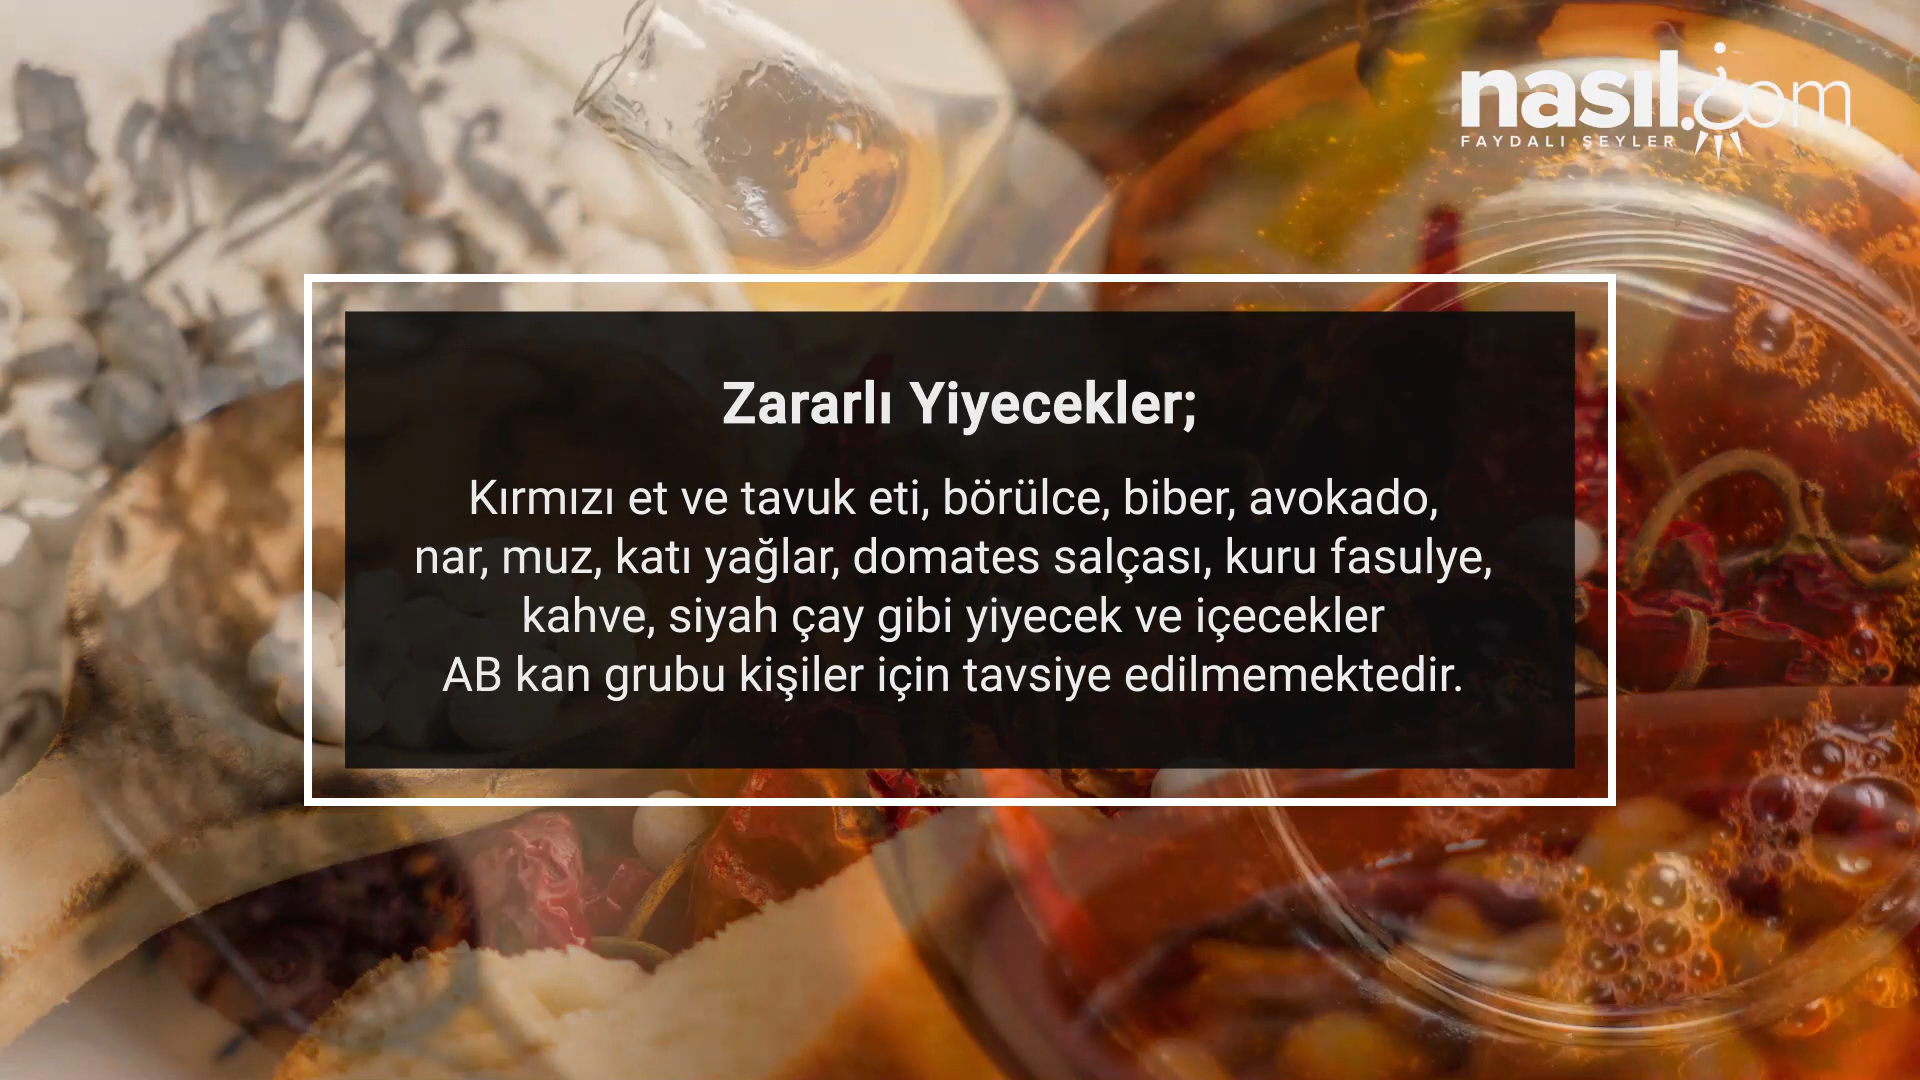 nasıl.com
FAYDALI ŞEYLER
Zararlı Yiyecekler;
Kırmızı et ve tavuk eti, börülce, biber, avokado,
nar, muz, katı yağlar, domates salçası, kuru fasulye,
kahve, siyah çay gibi yiyecek ve içecekler
AB kan grubu kişiler için tavsiye edilmemektedir.